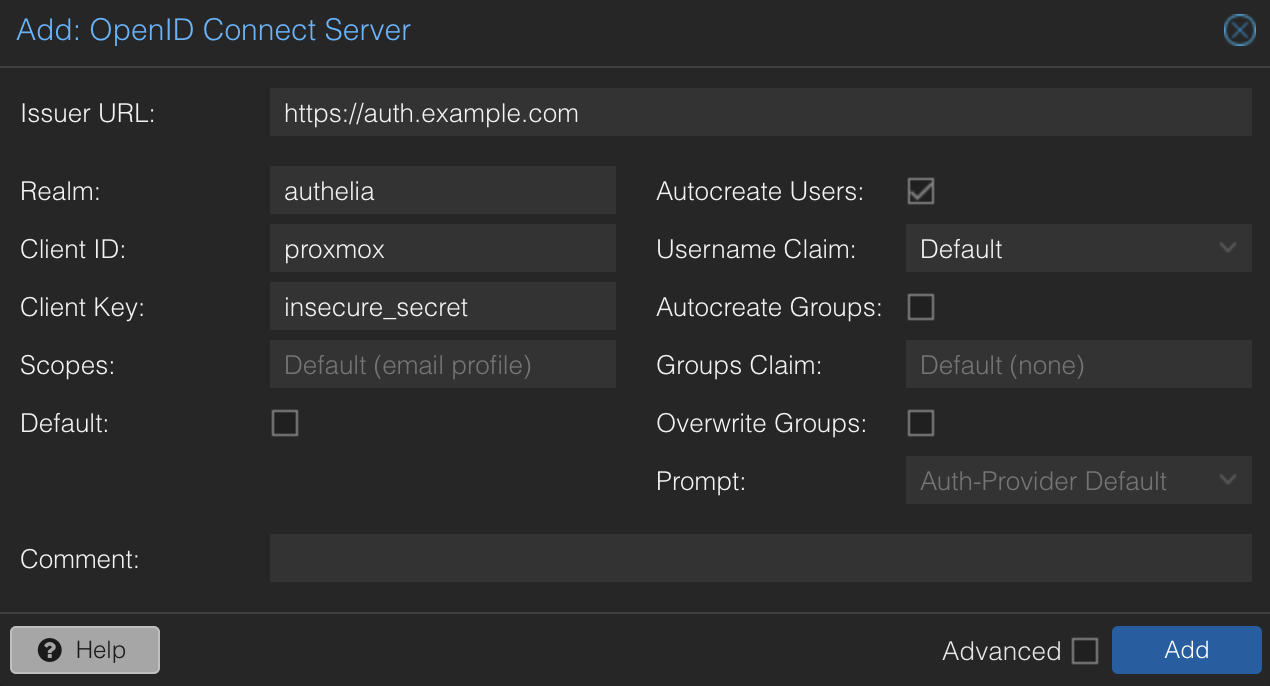 Add: OpenID Connect Server
Issuer URL: https://auth.example.com
Realm: authelia Autocreate Users:
Client ID: proxmox Username Claim: Default
Client Key: insecure_secret Autocreate Groups:
Scopes: Default (email profile) Groups Claim: Default (none)
Default: Overwrite Groups:
Prompt: Auth-Provider Default
Comment:
? Help Advanced Add